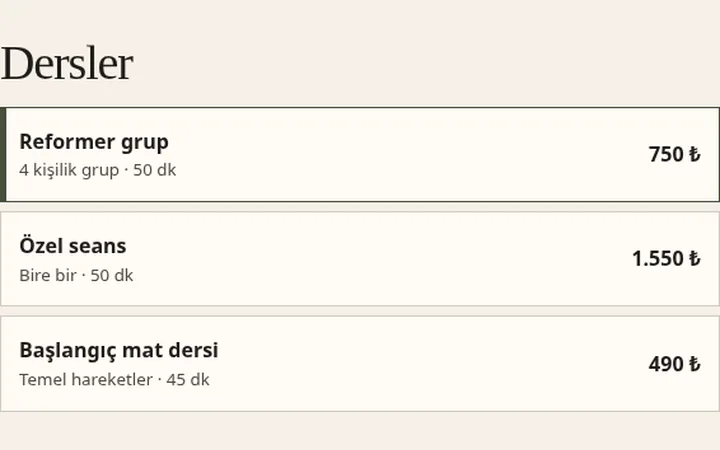 Dersler
Reformer grup
4 kişilik grup · 50 dk
750 ₺
Özel seans
Bire bir · 50 dk
1.550 ₺
Başlangıç mat dersi
Temel hareketler · 45 dk
490 ₺